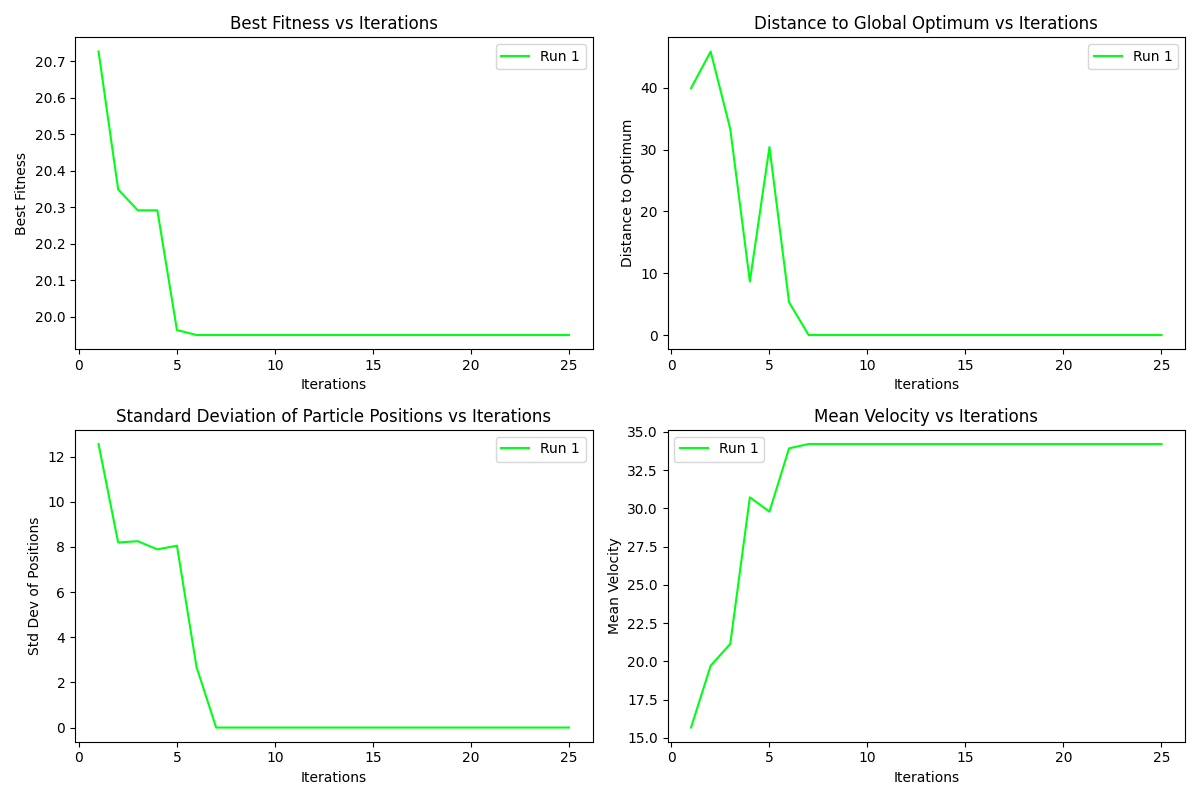 Best Fitness vs Iterations
Run 1
Best Fitness
20.7
20.6
20.5
20.4
20.3
20.2
20.1
20.0
0 5 10 15 20 25
Iterations
Distance to Global Optimum vs Iterations
Run 1
Distance to Optimum
40
30
20
10
0
0 5 10 15 20 25
Iterations
Standard Deviation of Particle Positions vs Iterations
Run 1
Std Dev of Positions
12
10
8
6
4
2
0
0 5 10 15 20 25
Iterations
Mean Velocity vs Iterations
Run 1
Mean Velocity
35.0
32.5
30.0
27.5
25.0
22.5
20.0
17.5
15.0
0 5 10 15 20 25
Iterations